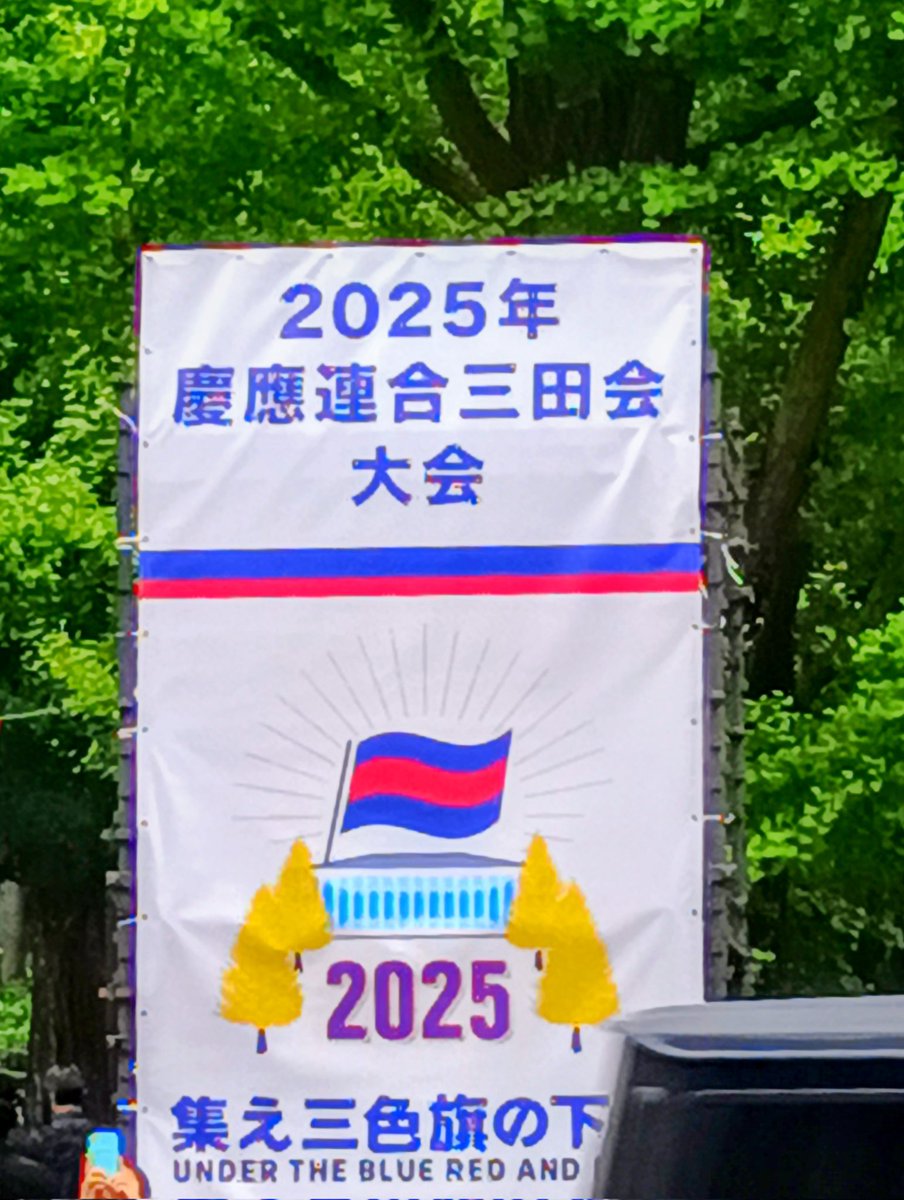 2025年
慶應連合三田会
大会
2025
集え三色旗の下
UNDER THE BLUE RED AND